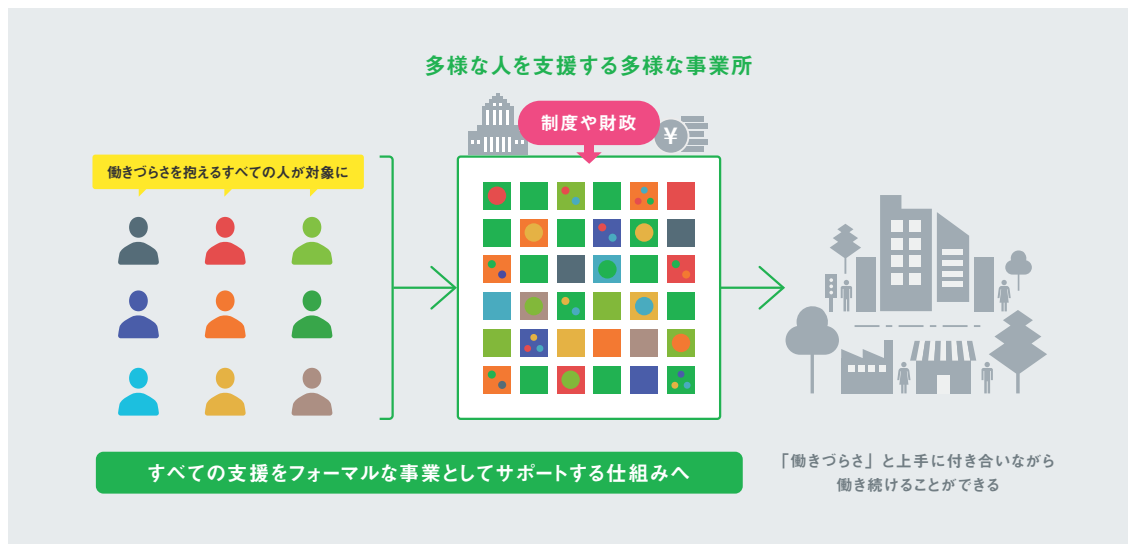 多様な人を支援する多様な事業所
制度や財政
¥
働きづらさを抱えるすべての人が対象に
すべての支援をフォーマルな事業としてサポートする仕組みへ
「働きづらさ」と上手に付き合いながら
働き続けることができる